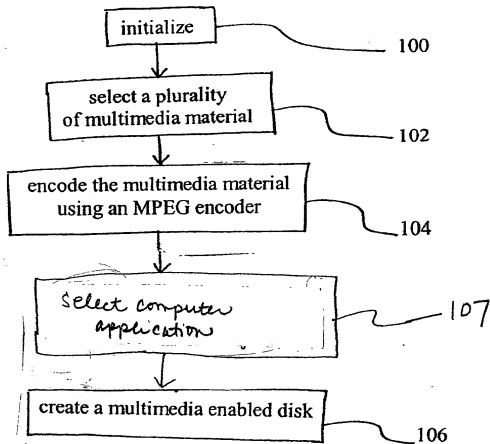 initialize
100
select a plurality
of multimedia material
102
encode the multimedia material
using an MPEG encoder
104
Select computer
application
107
create a multimedia enabled disk
106